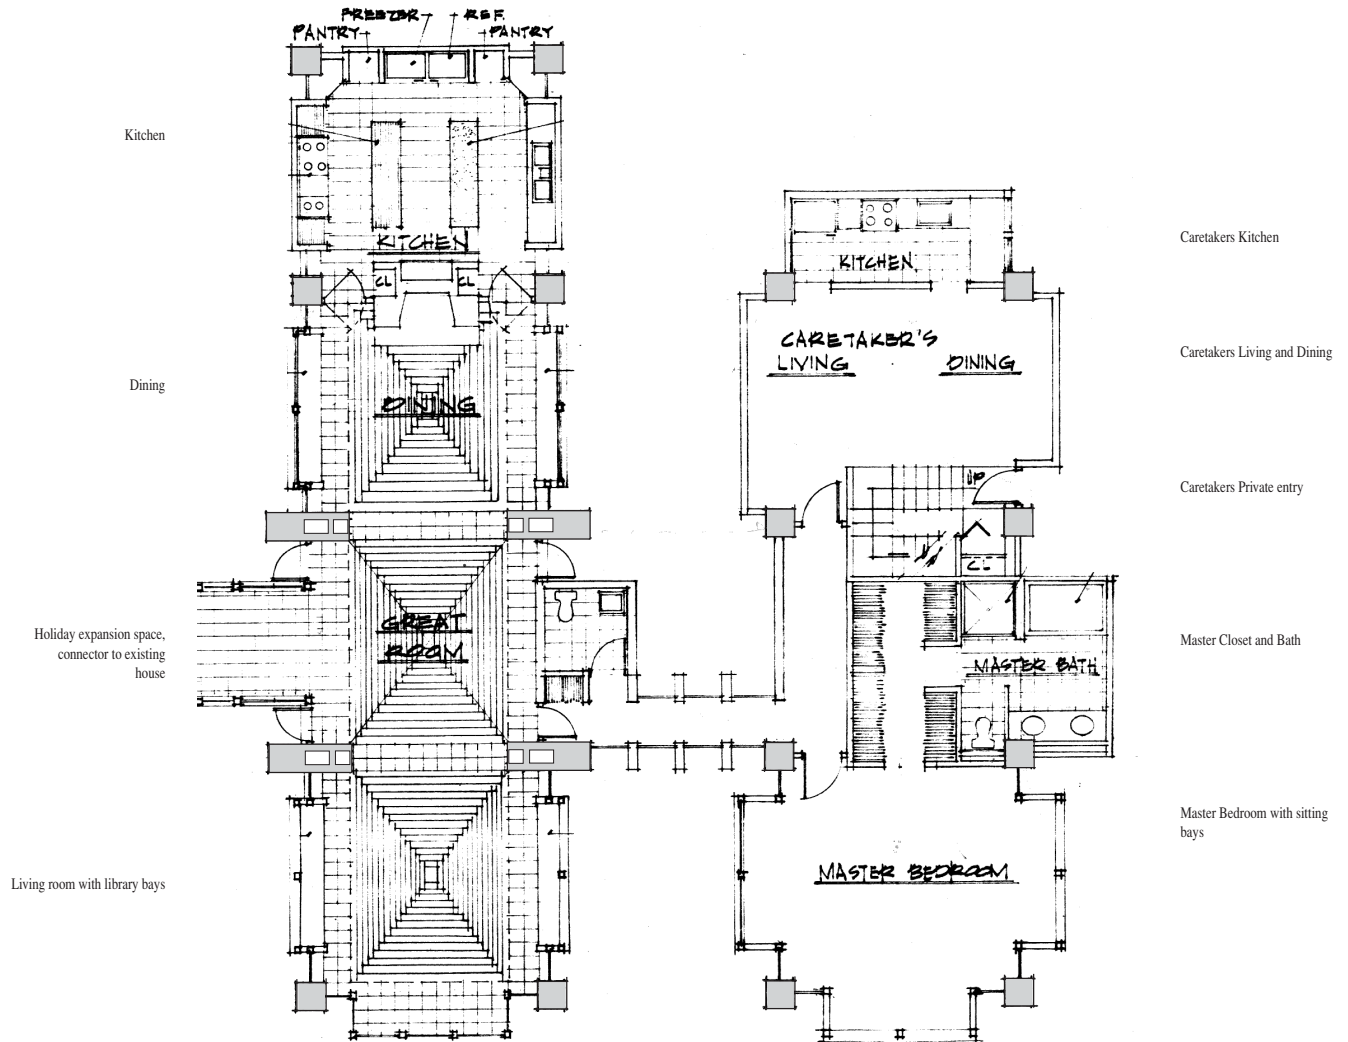 FREEZER
REF.
PANTRY
PANTRY
Kitchen
KITCHEN
CL
CL
Caretakers Kitchen
KITCHEN
Dining
DINING
CARETAKER'S
LIVING
DINING
Caretakers Living and Dining
UP
Caretakers Private entry
CL
Holiday expansion space,
connector to existing
house
GREAT
ROOM
MASTER BATH
Master Closet and Bath
Master Bedroom with sitting
bays
MASTER BEDROOM
Living room with library bays